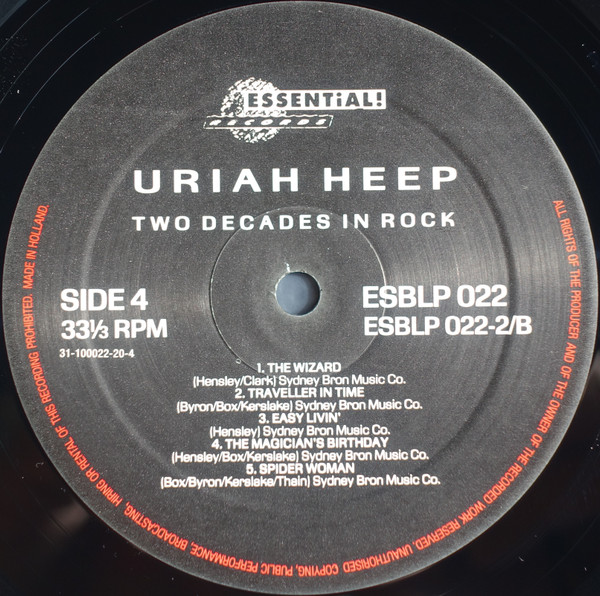 ESSENTiAL!
RECORDS
URIAH HEEP
TWO DECADES IN ROCK
SIDE 4
33⅓ RPM
31-100022-20-4
ESBLP 022
ESBLP 022-2/B
1. THE WIZARD
(Hensley/Clark) Sydney Bron Music Co.
2. TRAVELLER IN TIME
(Byron/Box/Kerslake) Sydney Bron Music Co.
3. EASY LIVIN'
(Hensley) Sydney Bron Music Co.
4. THE MAGICIAN'S BIRTHDAY
(Hensley/Box/Kerslake) Sydney Bron Music Co.
5. SPIDER WOMAN
(Box/Byron/Kerslake/Thain) Sydney Bron Music Co.
ALL RIGHTS OF THE PRODUCER AND OF THE OWNER OF THE RECORDED WORK RESERVED. UNAUTHORISED COPYING, PUBLIC PERFORMANCE, BROADCASTING, HIRING OR RENTAL OF THIS RECORDING PROHIBITED. MADE IN HOLLAND.